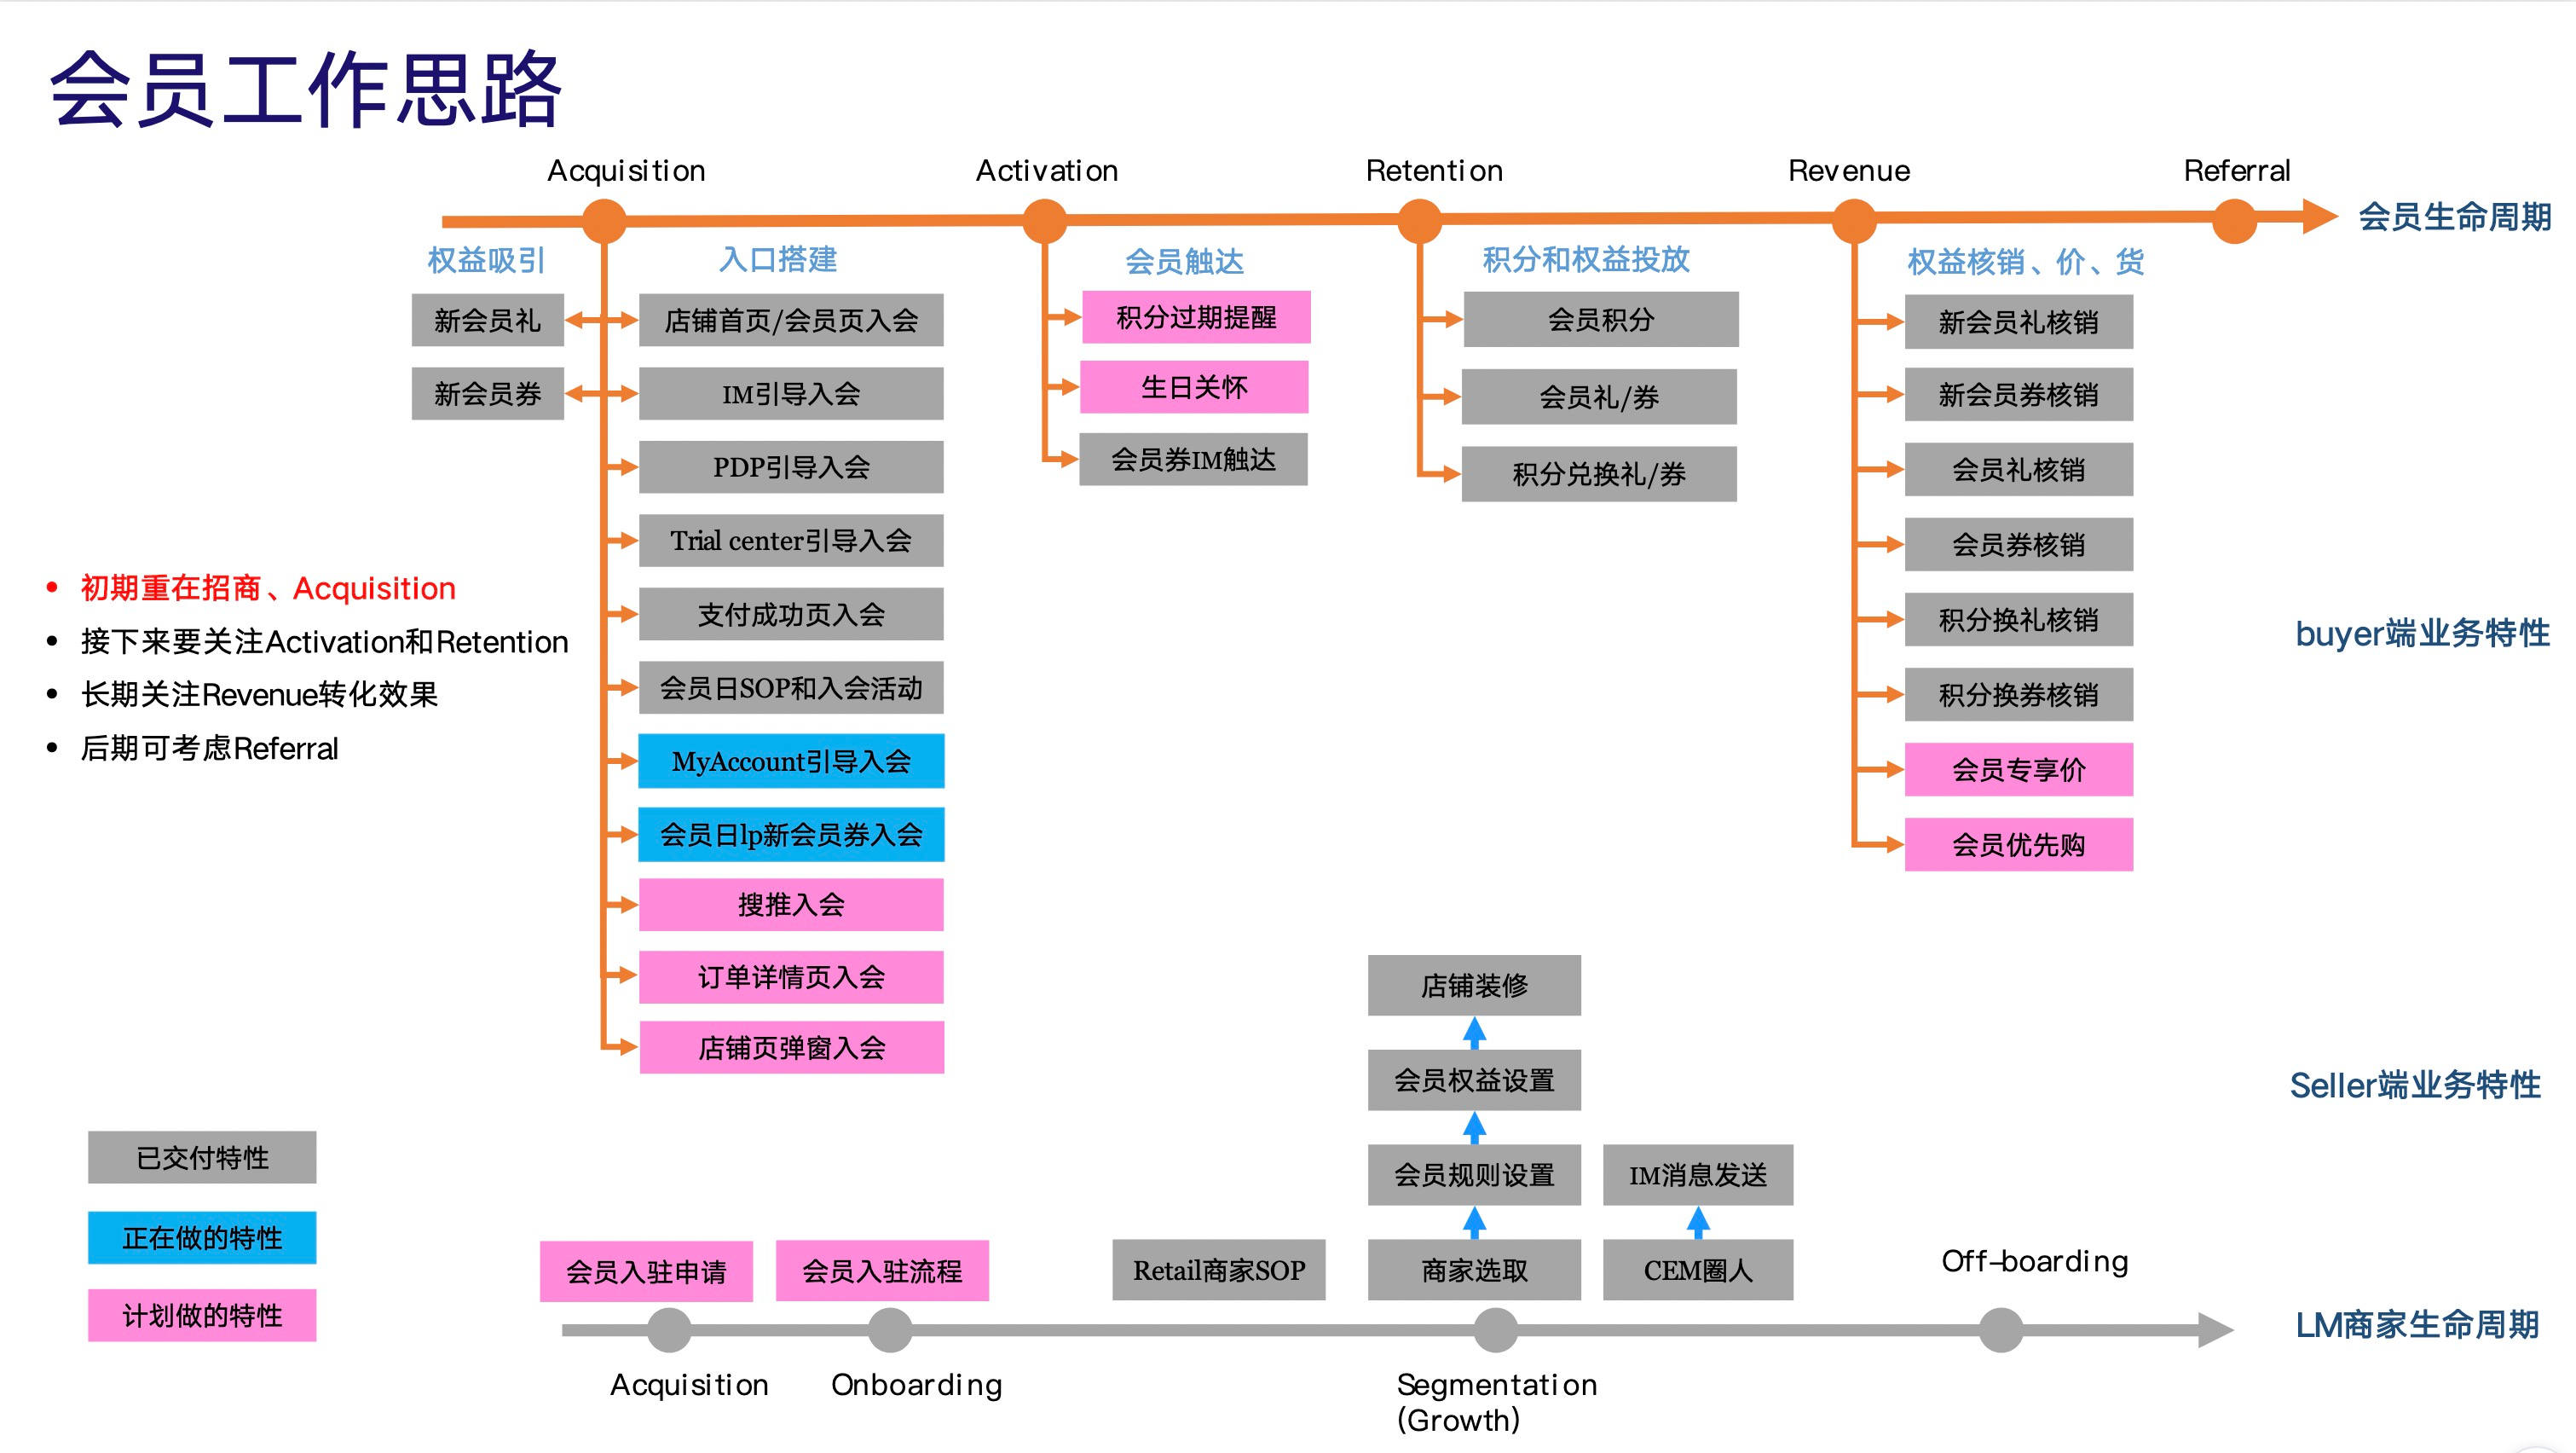 会员工作思路
Acquisition
Activation
Retention
Revenue
Referral
会员生命周期
权益吸引
入口搭建
会员触达
积分和权益投放
权益核销、价、货
新会员礼
新会员券
店铺首页/会员页入会
IM引导入会
PDP引导入会
Trial center引导入会
支付成功页入会
会员日SOP和入会活动
MyAccount引导入会
会员日lp新会员券入会
搜推入会
订单详情页入会
店铺页弹窗入会
积分过期提醒
生日关怀
会员券IM触达
会员积分
会员礼/券
积分兑换礼/券
新会员礼核销
新会员券核销
会员礼核销
会员券核销
积分换礼核销
积分换券核销
会员专享价
会员优先购
• 初期重在招商、Acquisition
• 接下来要关注Activation和Retention
• 长期关注Revenue转化效果
• 后期可考虑Referral
buyer端业务特性
Seller端业务特性
已交付特性
正在做的特性
计划做的特性
店铺装修
会员权益设置
会员规则设置
IM消息发送
会员入驻申请
会员入驻流程
Retail商家SOP
商家选取
CEM圈人
Off-boarding
LM商家生命周期
Acquisition
Onboarding
Segmentation
(Growth)